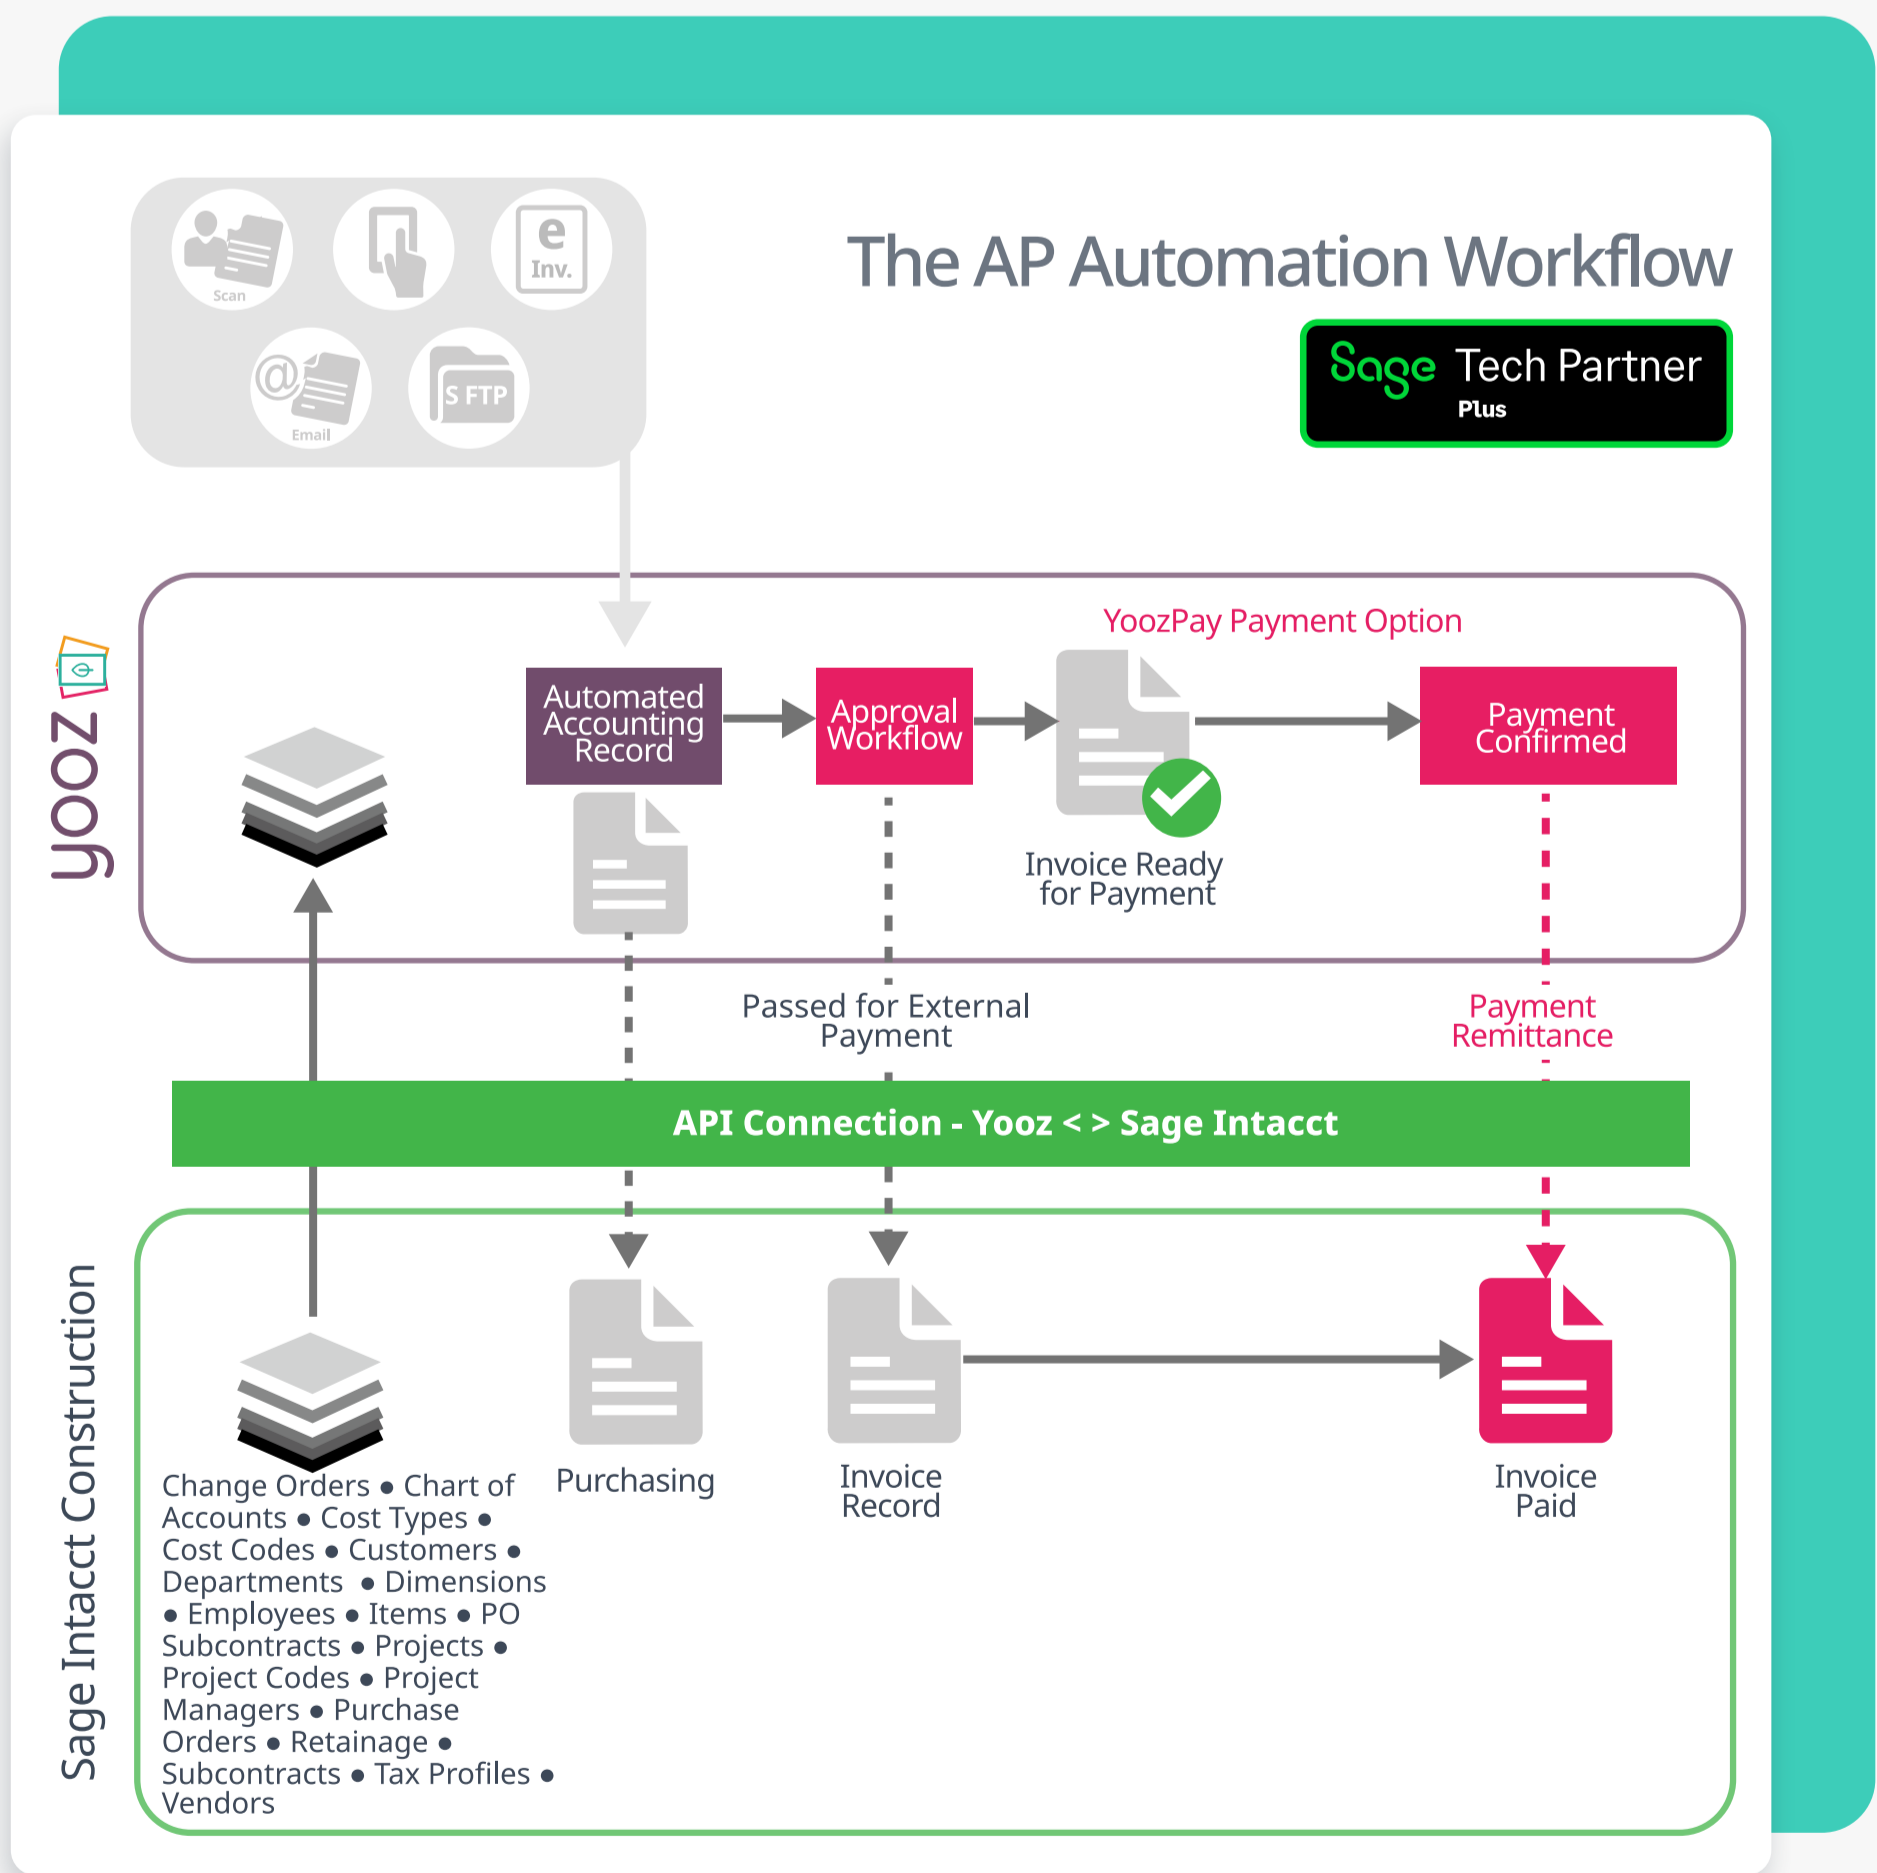 The AP Automation Workflow
Sage Tech Partner
Plus
Scan
e
Inv.
@
Email
S FTP
yooz
YoozPay Payment Option
Automated
Accounting
Record
Approval
Workflow
Payment
Confirmed
Invoice Ready
for Payment
Passed for External
Payment
Payment
Remittance
API Connection - Yooz < > Sage Intacct
Sage Intacct Construction
Change Orders ● Chart of
Accounts ● Cost Types ●
Cost Codes ● Customers ●
Departments ● Dimensions
● Employees ● Items ● PO
Subcontracts ● Projects ●
Project Codes ● Project
Managers ● Purchase
Orders ● Retainage ●
Subcontracts ● Tax Profiles ●
Vendors
Purchasing
Invoice
Record
Invoice
Paid